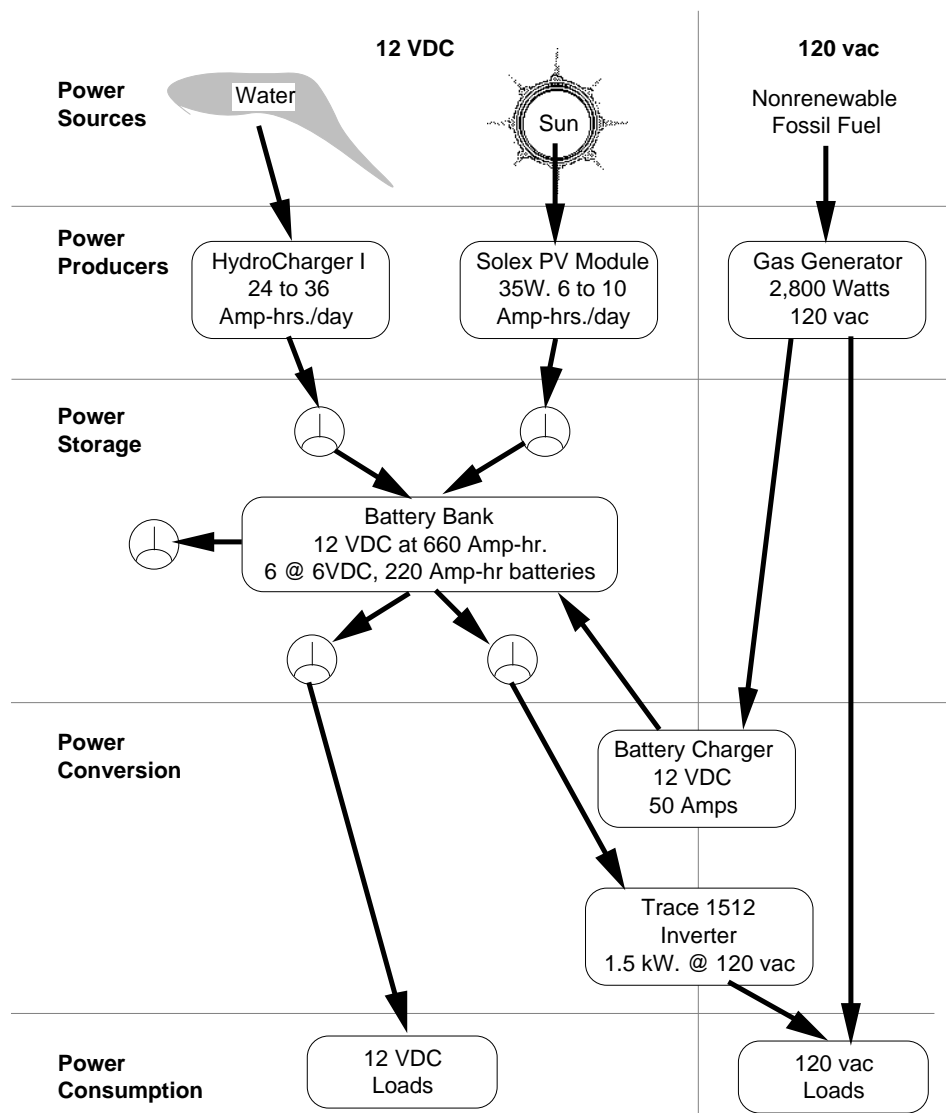 12 VDC
120 vac
Power
Sources
Water
Sun
Nonrenewable
Fossil Fuel
Power
Producers
HydroCharger I
24 to 36
Amp-hrs./day
Solex PV Module
35W. 6 to 10
Amp-hrs./day
Gas Generator
2,800 Watts
120 vac
Power
Storage
Battery Bank
12 VDC at 660 Amp-hr.
6 @ 6VDC, 220 Amp-hr batteries
Power
Conversion
Battery Charger
12 VDC
50 Amps
Trace 1512
Inverter
1.5 kW. @ 120 vac
Power
Consumption
12 VDC
Loads
120 vac
Loads